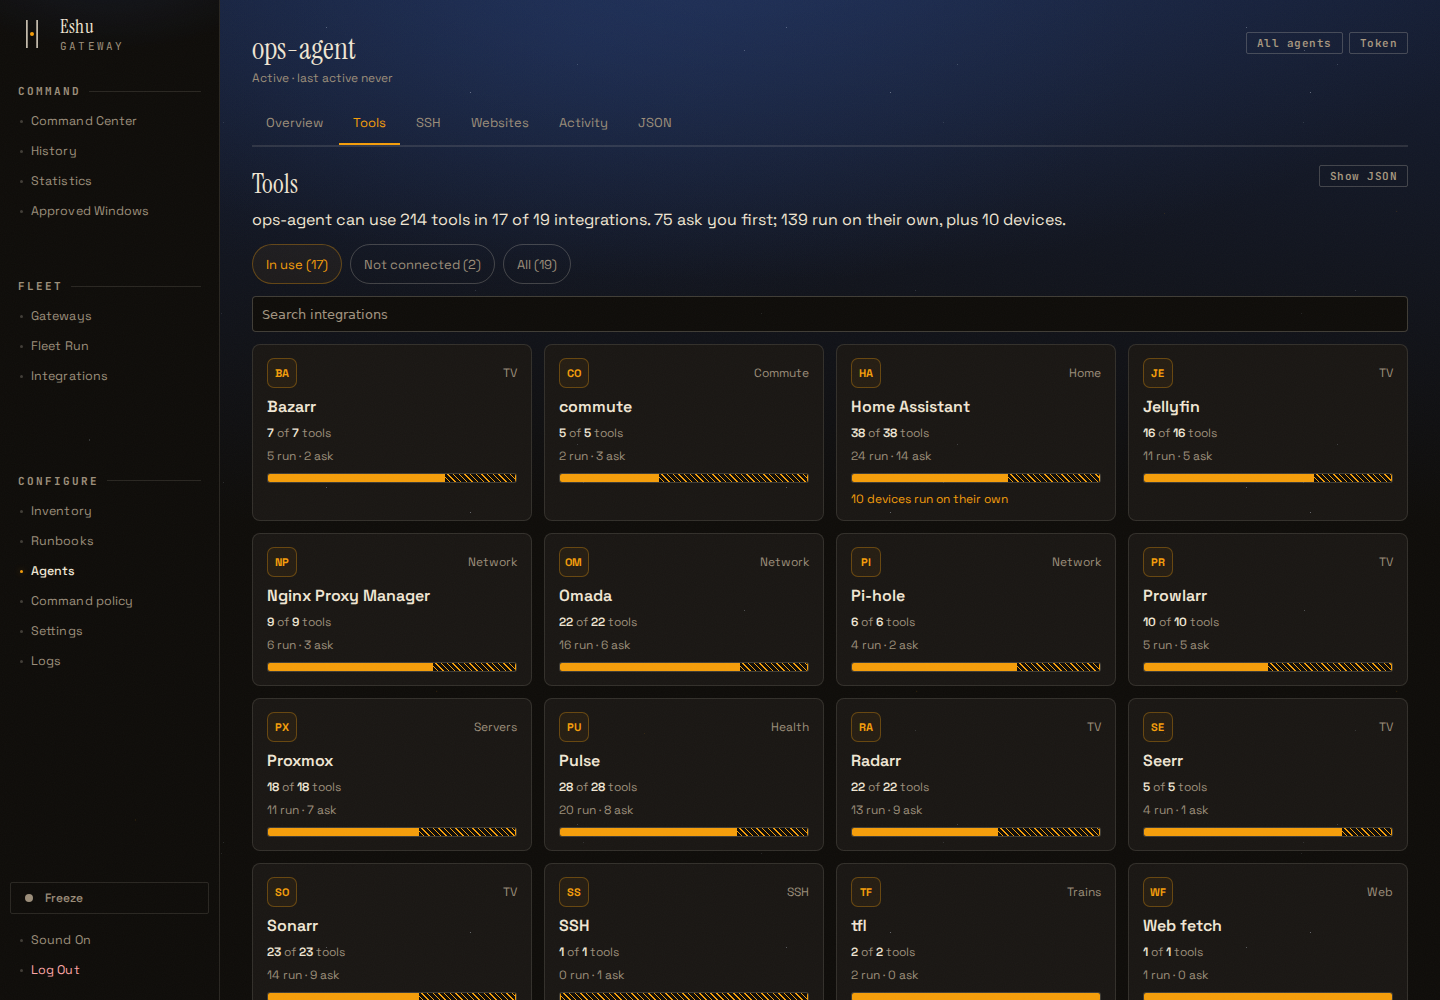 Eshu
GATEWAY
COMMAND
Command Center
History
Statistics
Approved Windows
FLEET
Gateways
Fleet Run
Integrations
CONFIGURE
Inventory
Runbooks
Agents
Command policy
Settings
Logs
Freeze
Sound On
Log Out
ops-agent
All agents Token
Active · last active never
Overview Tools SSH Websites Activity JSON
Tools
Show JSON
ops-agent can use 214 tools in 17 of 19 integrations. 75 ask you first; 139 run on their own, plus 10 devices.
In use (17) Not connected (2) All (19)
Search integrations
BA TV
Bazarr
7 of 7 tools
5 run · 2 ask
CO Commute
commute
5 of 5 tools
2 run · 3 ask
HA Home
Home Assistant
38 of 38 tools
24 run · 14 ask
10 devices run on their own
JE TV
Jellyfin
16 of 16 tools
11 run · 5 ask
NP Network
Nginx Proxy Manager
9 of 9 tools
6 run · 3 ask
OM Network
Omada
22 of 22 tools
16 run · 6 ask
PI Network
Pi-hole
6 of 6 tools
4 run · 2 ask
PR TV
Prowlarr
10 of 10 tools
5 run · 5 ask
PX Servers
Proxmox
18 of 18 tools
11 run · 7 ask
PU Health
Pulse
28 of 28 tools
20 run · 8 ask
RA TV
Radarr
22 of 22 tools
13 run · 9 ask
SE TV
Seerr
5 of 5 tools
4 run · 1 ask
SO TV
Sonarr
23 of 23 tools
14 run · 9 ask
SS SSH
SSH
1 of 1 tools
0 run · 1 ask
TF Trains
tfl
2 of 2 tools
2 run · 0 ask
WF Web
Web fetch
1 of 1 tools
1 run · 0 ask